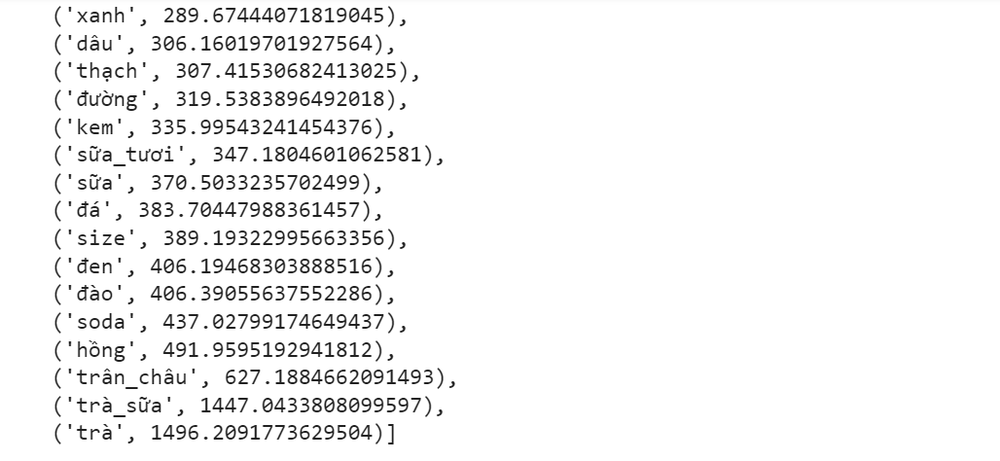 ('xanh', 289.67444071819045),
('dâu', 306.16019701927564),
('thạch', 307.41530682413025),
('đường', 319.5383896492018),
('kem', 335.99543241454376),
('sữa_tươi', 347.1804601062581),
('sữa', 370.5033235702499),
('đá', 383.70447988361457),
('size', 389.19322995663356),
('đen', 406.19468303888516),
('đào', 406.39055637552286),
('soda', 437.02799174649437),
('hồng', 491.9595192941812),
('trân_châu', 627.1884662091493),
('trà_sữa', 1447.0433808099597),
('trà', 1496.2091773629504)]